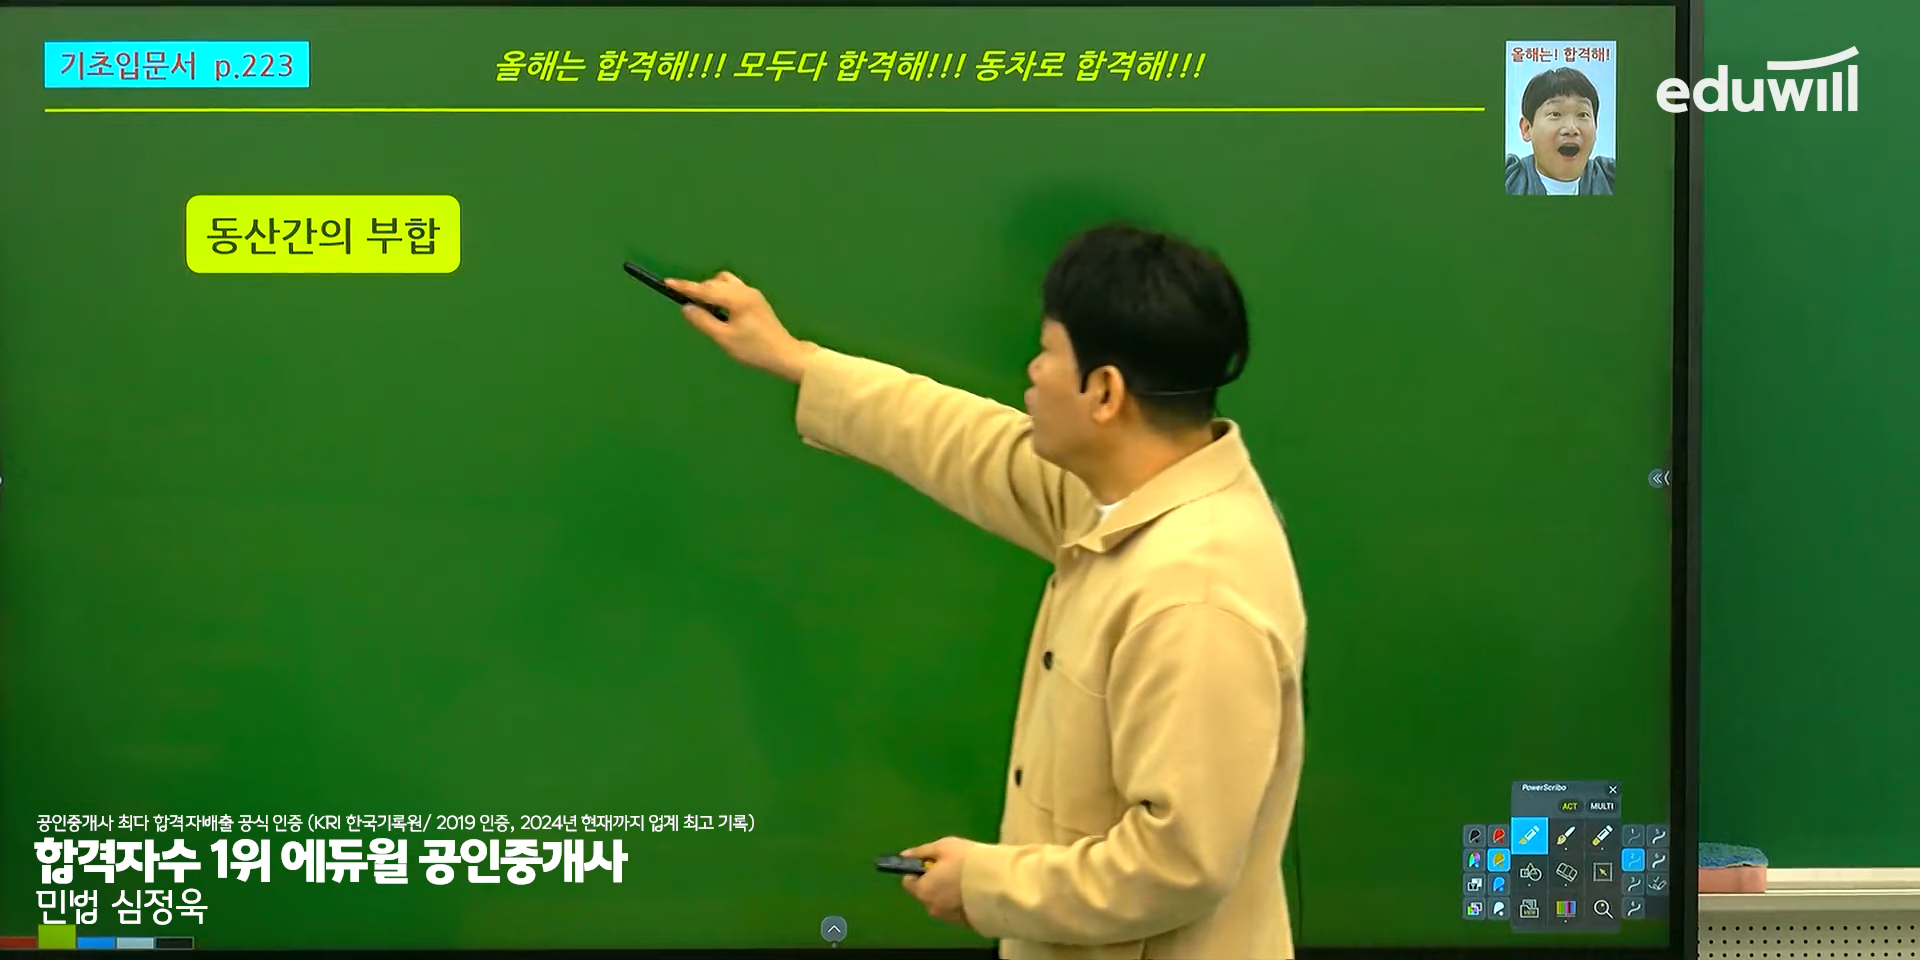 기초입문서 p.223
올해는 합격해!!! 모두다 합격해!!! 동차로 합격해!!!
올해는! 합격해!
eduwill
동산간의 부합
PowerScribo
ACT MULTI
공인중개사 최다 합격자배출 공식 인증 (KRI 한국기록원/ 2019 인증, 2024년 현재까지 업계 최고 기록)
합격자수 1위 에듀윌 공인중개사
민법 심정욱